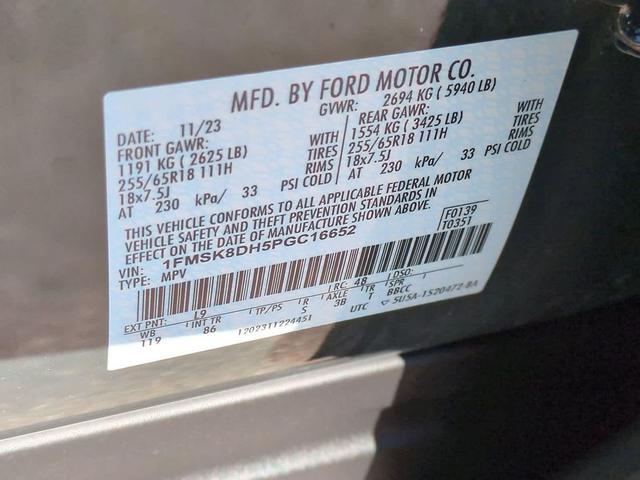 MFD. BY FORD MOTOR CO.
DATE: 11/23
GVWR: 2694 KG ( 5940 LB)
FRONT GAWR:
1191 KG ( 2625 LB)
WITH
TIRES
255/65R18 111H
RIMS
18x7.5J
AT 230 kPa/ 33 PSI COLD
REAR GAWR:
1554 KG ( 3425 LB)
WITH
TIRES
255/65R18 111H
RIMS
18x7.5J
AT 230 kPa/ 33 PSI COLD
THIS VEHICLE CONFORMS TO ALL APPLICABLE FEDERAL MOTOR
VEHICLE SAFETY AND THEFT PREVENTION STANDARDS IN
EFFECT ON THE DATE OF MANUFACTURE SHOWN ABOVE.
F0139
T0351
VIN: 1FMSK8DH5PGC16652
TYPE: MPV
EXT PNT: L9 RC: 48 DSO:
WB INT TR TP/PS R AXLE TR SPR
119 86 S 3B T BBCC
1202311224451 UTC 5USA-1520472-BA